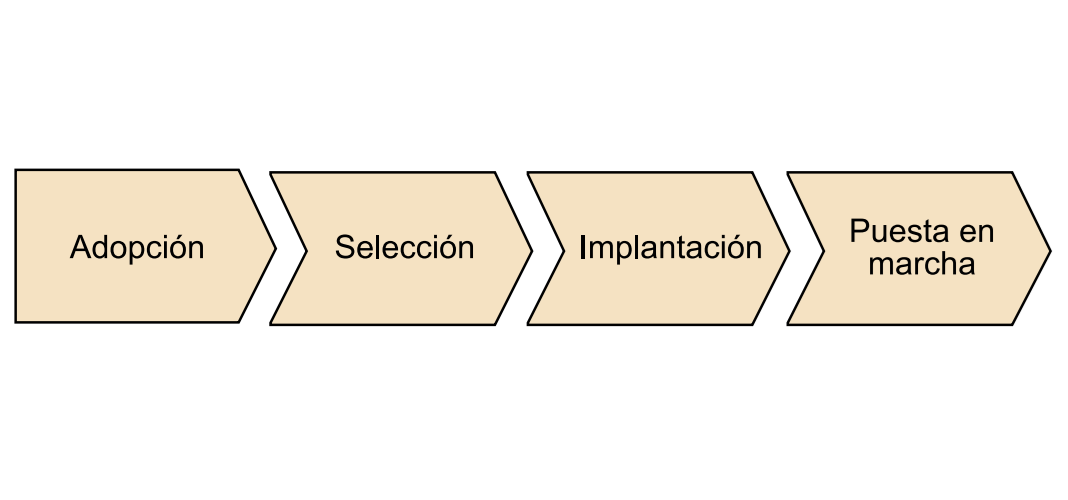 Adopción
Selección
Implantación
Puesta en
marcha